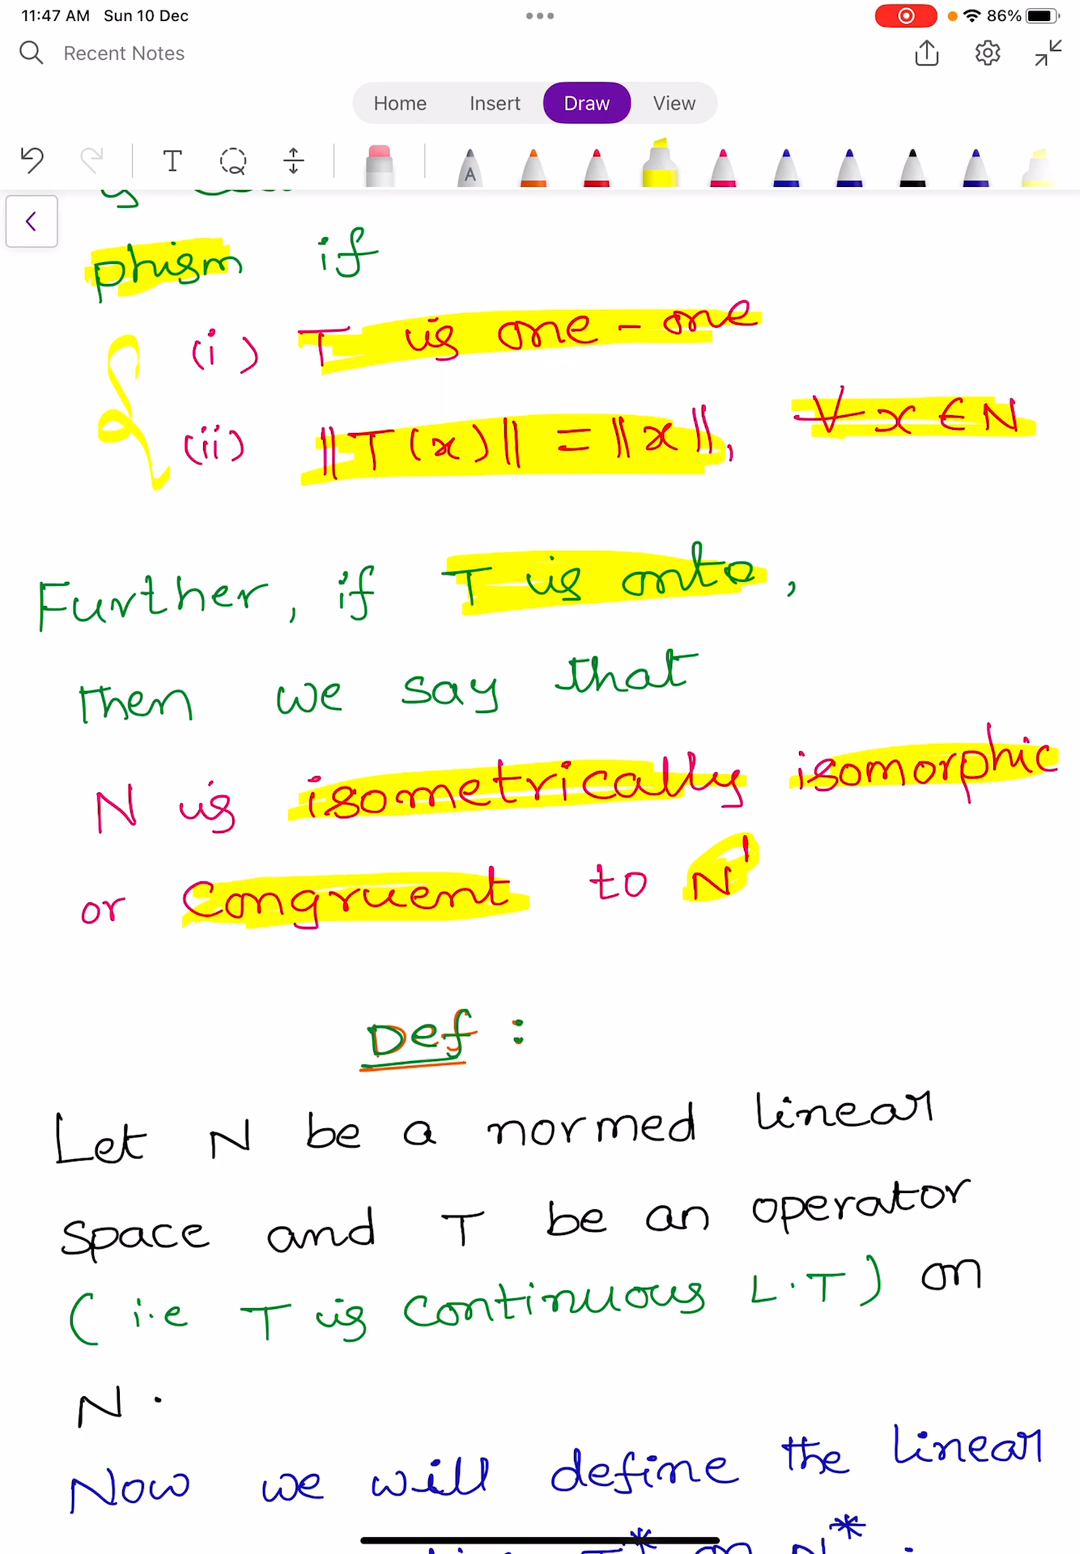 11:47 AM Sun 10 Dec
86%
Recent Notes
Home Insert Draw View
T
A
phism if
(i) T is one-one
(ii) ||T(x)|| = ||x||, ∀ x ∈ N
Further, if T is onto,
then we say that
N is isometrically isomorphic
or Congruent to N'
Def :
Let N be a normed linear
space and T be an operator
(i.e T is continuous L.T) on
N.
Now we will define the linear
T* on N*